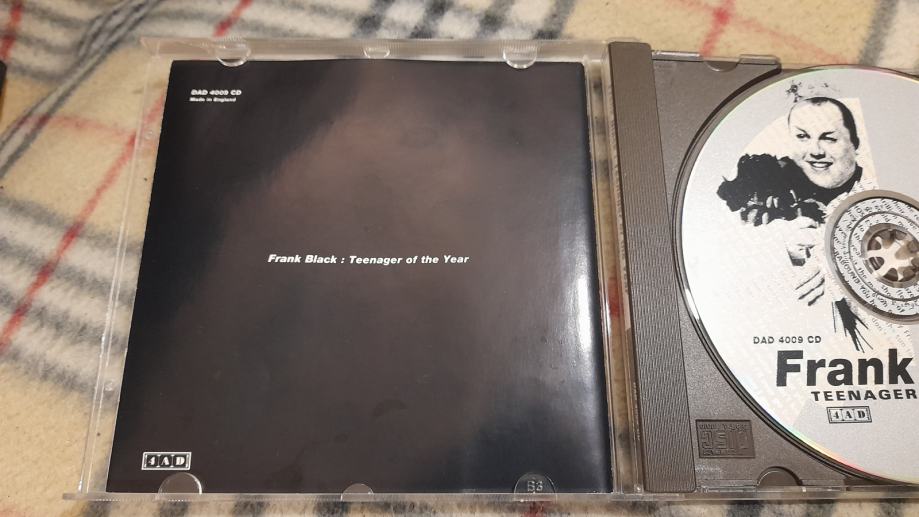 DAD 4009 CD
Made in England
Frank Black : Teenager of the Year
4AD
B3
DAD 4009 CD
Frank
TEENAGER
4AD